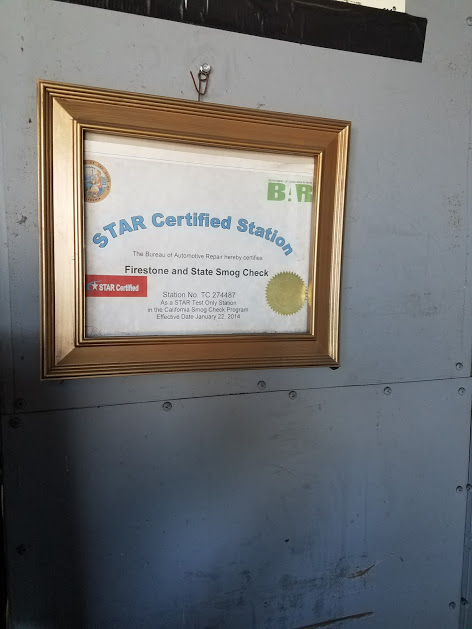 BAR
STAR Certified Station
The Bureau of Automotive Repair hereby certifies
Firestone and State Smog Check
STAR Certified
Station No. TC 274487
As a STAR Test Only Station
in the California Smog Check Program
Effective Date January 22, 2014